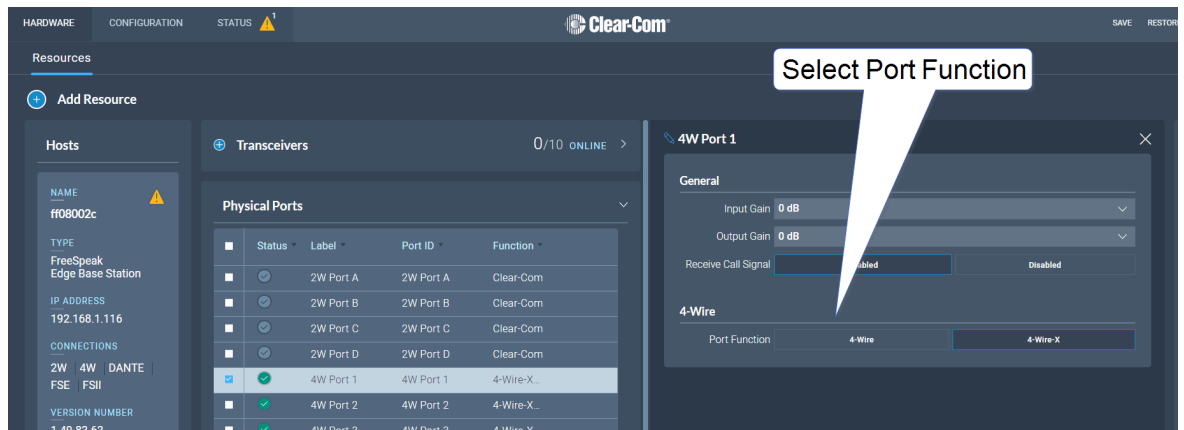 HARDWARE CONFIGURATION STATUS 1 Clear-Com SAVE RESTORE
Resources
Select Port Function
Add Resource
Hosts
NAME
ff08002c
TYPE
FreeSpeak
Edge Base Station
IP ADDRESS
192.168.1.116
CONNECTIONS
2W 4W DANTE
FSE FSII
VERSION NUMBER
Transceivers 0/10 ONLINE
Physical Ports
Status Label Port ID Function
2W Port A 2W Port A Clear-Com
2W Port B 2W Port B Clear-Com
2W Port C 2W Port C Clear-Com
2W Port D 2W Port D Clear-Com
4W Port 1 4W Port 1 4-Wire-X...
4W Port 2 4W Port 2 4-Wire-X...
4W Port 1
General
Input Gain 0 dB
Output Gain 0 dB
Receive Call Signal bled Disabled
4-Wire
Port Function 4-Wire 4-Wire-X